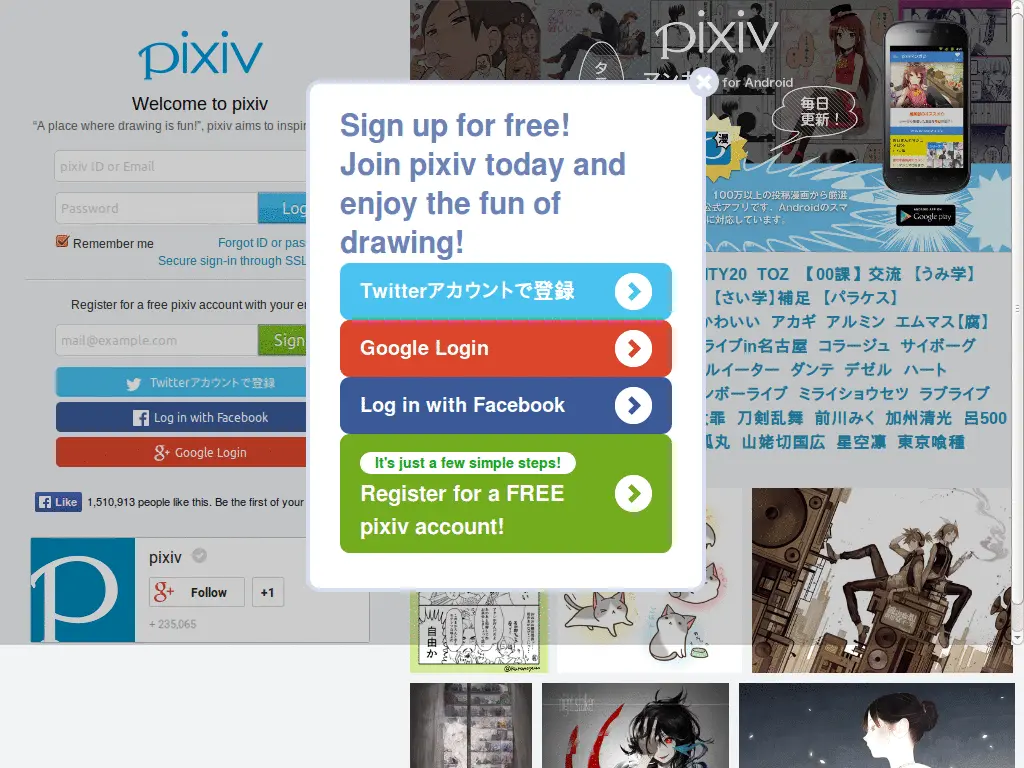 pixiv
Welcome to pixiv
“A place where drawing is fun!”, pixiv aims to inspir
pixiv ID or Email
Password
Log
Remember me
Forgot ID or pas
Secure sign-in through SSL
Register for a free pixiv account with your e
mail@example.com
Sign
Twitterアカウントで登録
Log in with Facebook
Google Login
Like
1,510,913 people like this. Be the first of your
pixiv
Follow
+1
+ 235,065
Sign up for free!
Join pixiv today and
enjoy the fun of
drawing!
Twitterアカウントで登録
Google Login
Log in with Facebook
It's just a few simple steps!
Register for a FREE
pixiv account!
pixiv
for Android
毎日
更新！
100万以上の投稿漫画から厳選
公式アプリです。Androidのスマ
に対応しています。
Google play
ITY20 TOZ 【00課】交流 【うみ学】
【さい学】補足 【パラケス】
かわいい アカギ アルミン エムマス【腐】
ライブin名古屋 コラージュ サイボーグ
ルイーター ダンテ デゼル ハート
ンボーライブ ミライショウセツ ラブライブ
罪 刀剣乱舞 前川みく 加州清光 呂500
狐丸 山姥切国広 星空凛 東京喰種
自由か